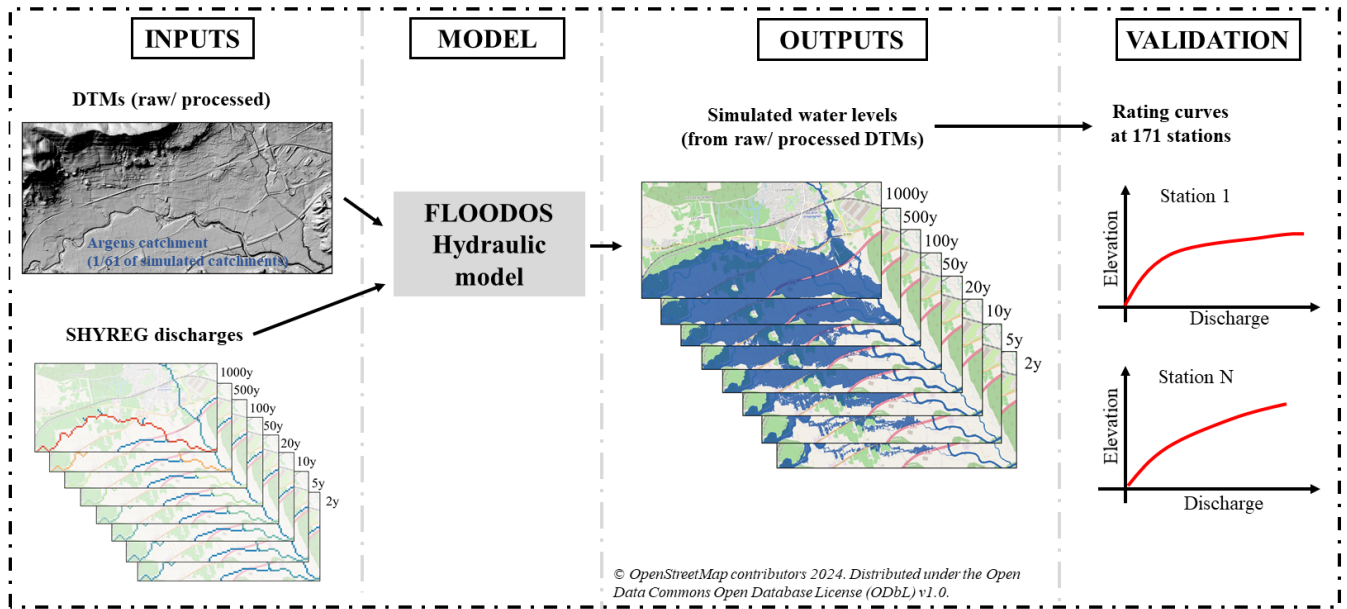 INPUTS
MODEL
OUTPUTS
VALIDATION
DTMs (raw/ processed)
Argens catchment
(1/61 of simulated catchments)
SHYREG discharges
1000y
500y
100y
50y
20y
10y
5y
2y
FLOODOS
Hydraulic
model
Simulated water levels
(from raw/ processed DTMs)
1000y
500y
100y
50y
20y
10y
5y
2y
© OpenStreetMap contributors 2024. Distributed under the Open
Data Commons Open Database License (ODbL) v1.0.
Rating curves
at 171 stations
Station 1
Elevation
Discharge
Station N
Elevation
Discharge